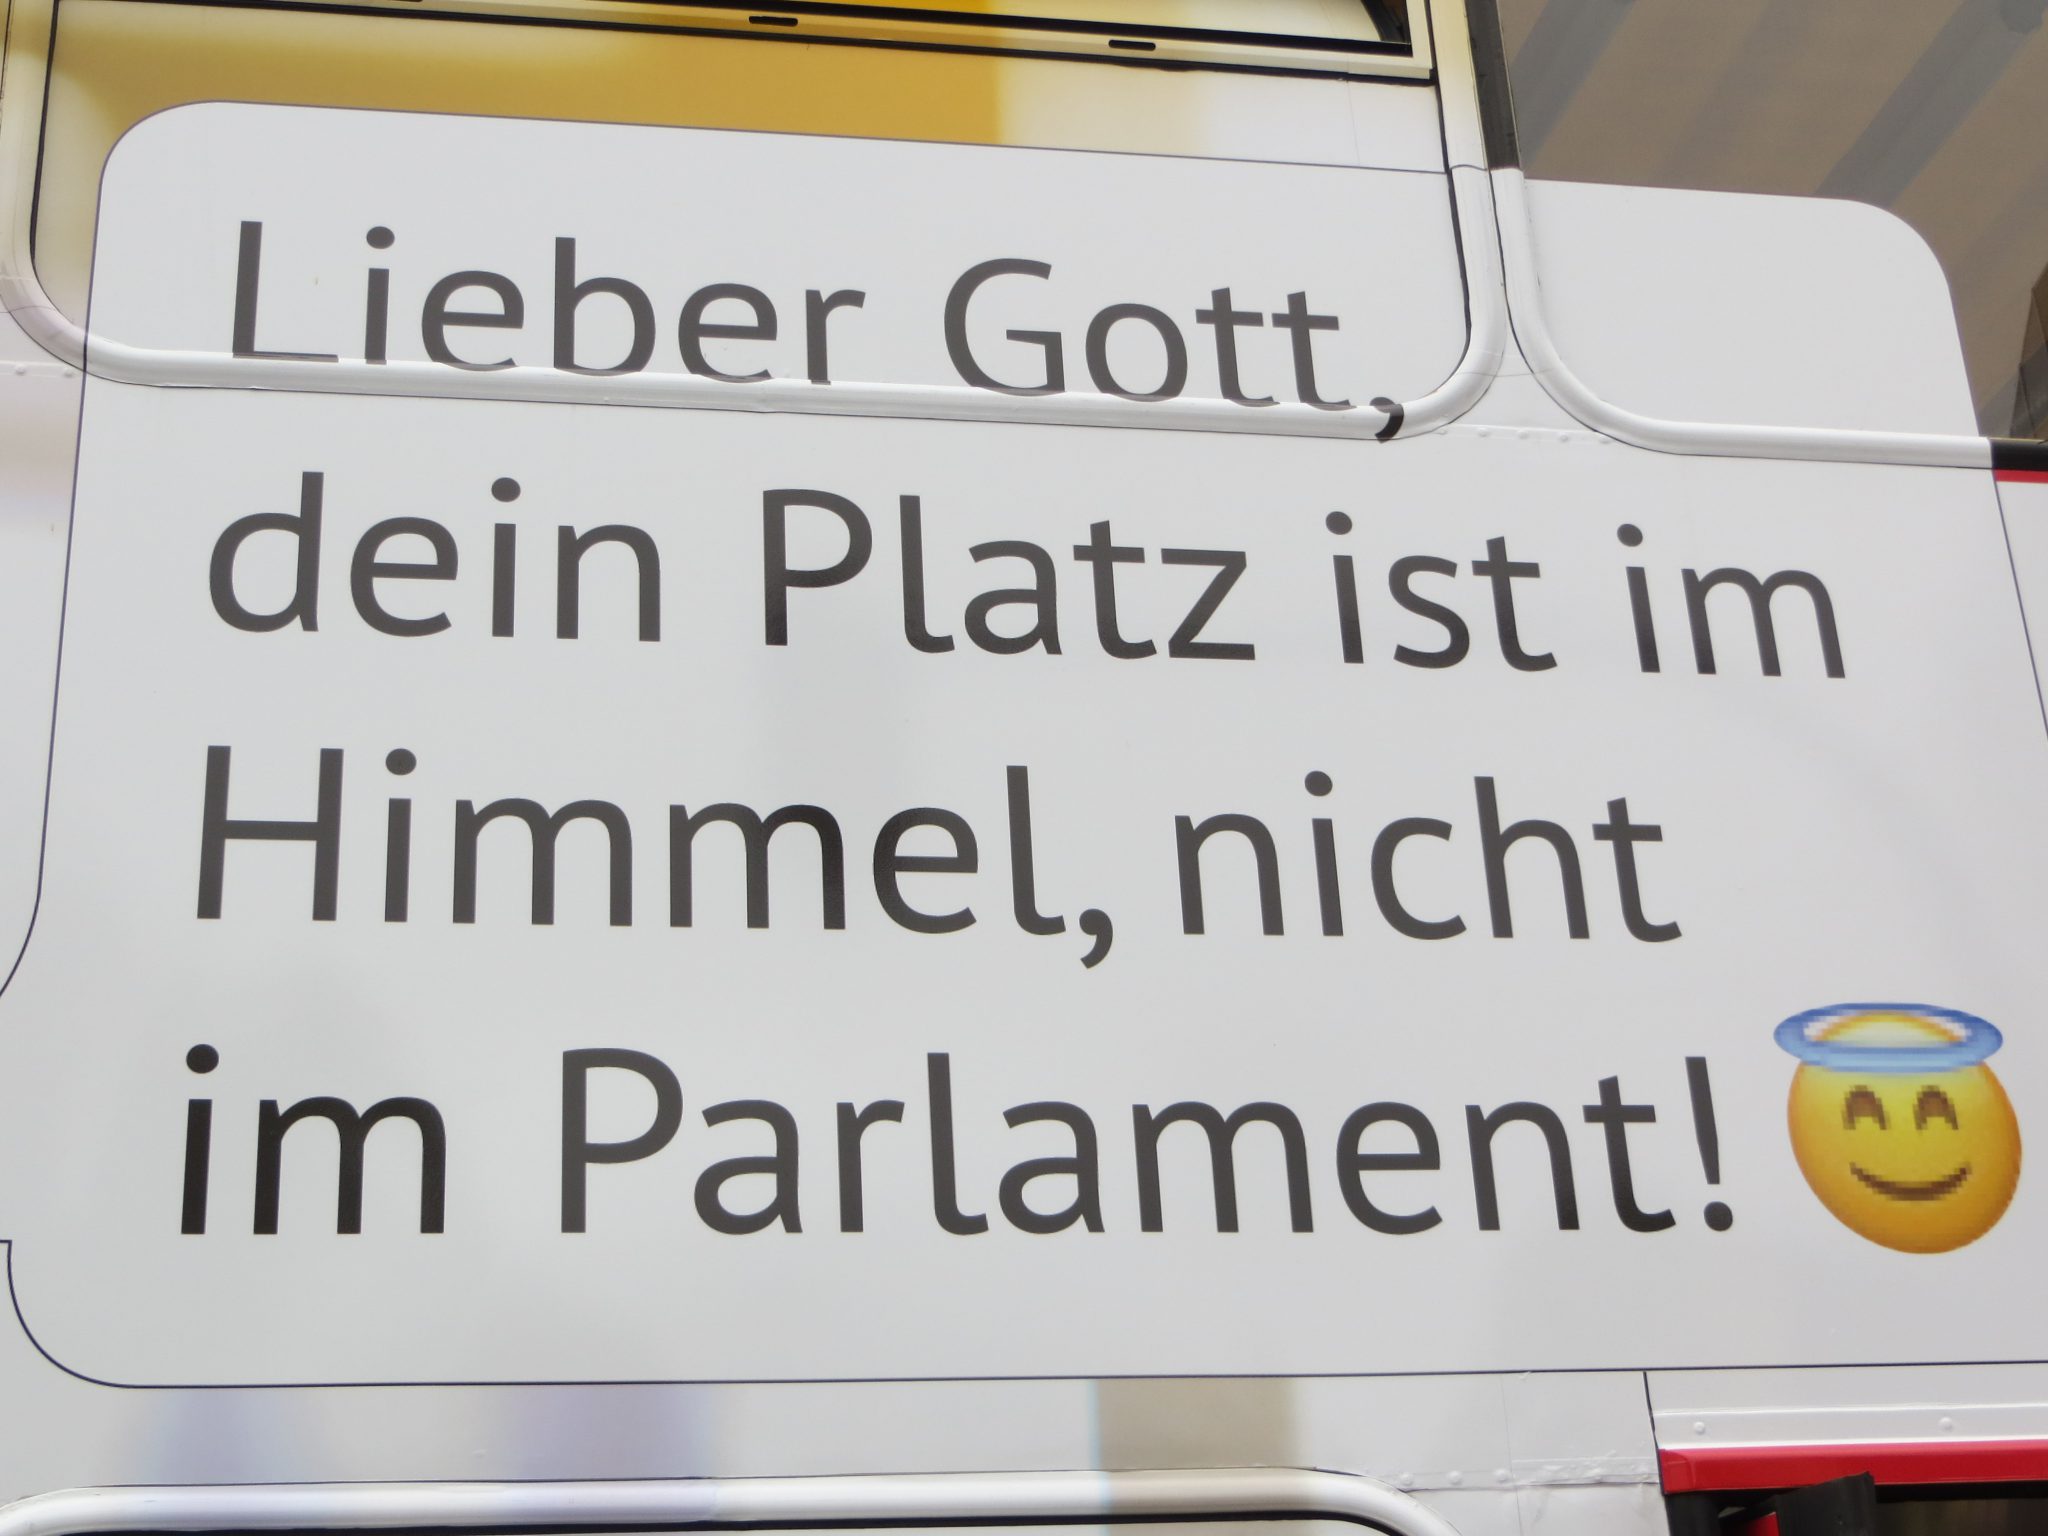 Lieber Gott,
dein Platz ist im
Himmel, nicht
im Parlament! 😇